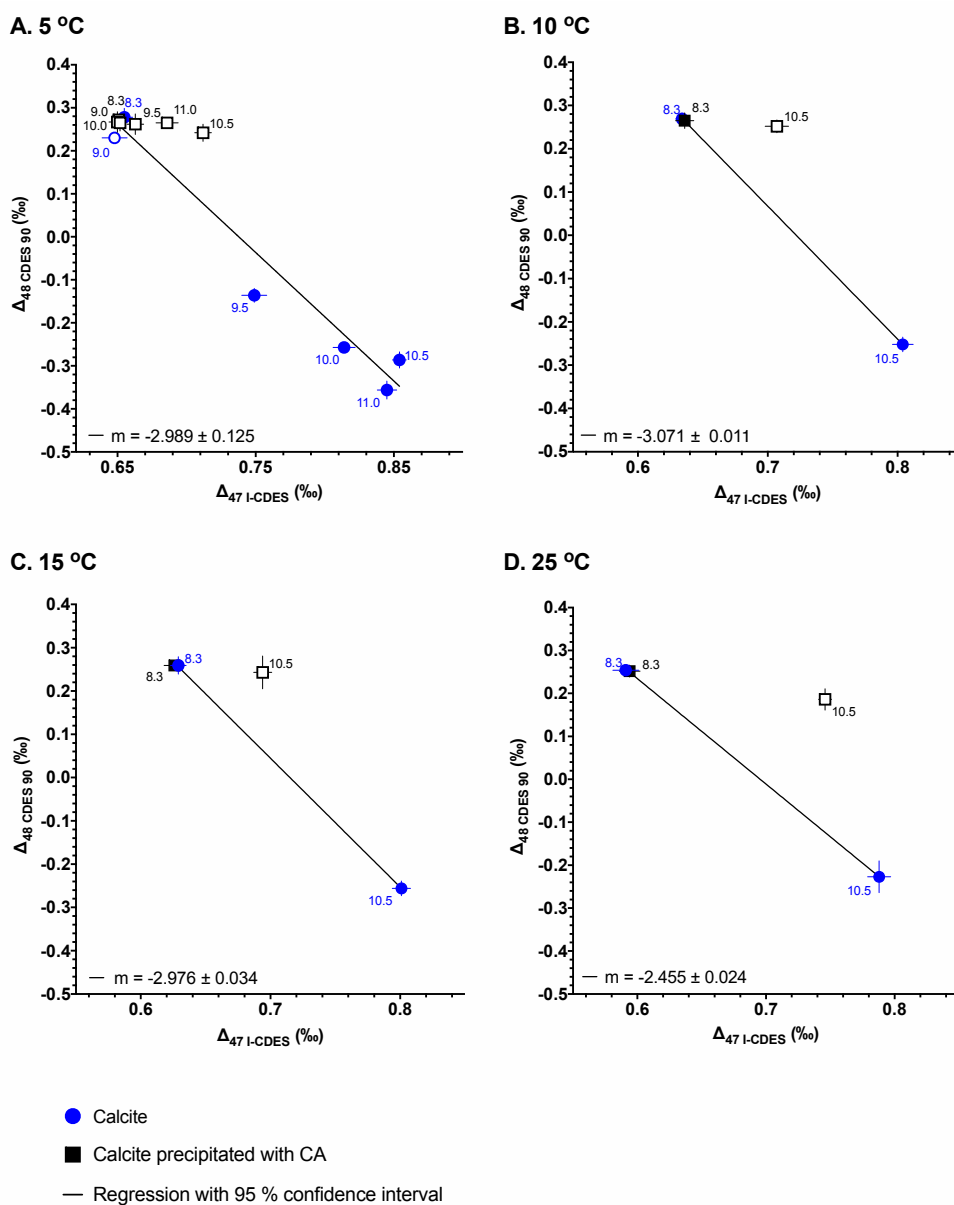 A. 5 °C
0.4
0.3
0.2
0.1
0.0
-0.1
-0.2
-0.3
-0.4
-0.5
Δ48 CDES 90 (‰)
8.3
8.3
9.0
10.0
9.5
11.0
10.5
9.0
9.5
10.0
10.5
11.0
m = -2.989 ± 0.125
0.65 0.75 0.85
Δ47 I-CDES (‰)
B. 10 °C
0.4
0.3
0.2
0.1
0.0
-0.1
-0.2
-0.3
-0.4
-0.5
Δ48 CDES 90 (‰)
8.3
8.3
10.5
10.5
m = -3.071 ± 0.011
0.6 0.7 0.8
Δ47 I-CDES (‰)
C. 15 °C
0.4
0.3
0.2
0.1
0.0
-0.1
-0.2
-0.3
-0.4
-0.5
Δ48 CDES 90 (‰)
8.3
8.3
10.5
10.5
m = -2.976 ± 0.034
0.6 0.7 0.8
Δ47 I-CDES (‰)
D. 25 °C
0.4
0.3
0.2
0.1
0.0
-0.1
-0.2
-0.3
-0.4
-0.5
Δ48 CDES 90 (‰)
8.3
8.3
10.5
10.5
m = -2.455 ± 0.024
0.6 0.7 0.8
Δ47 I-CDES (‰)
Calcite
Calcite precipitated with CA
Regression with 95 % confidence interval